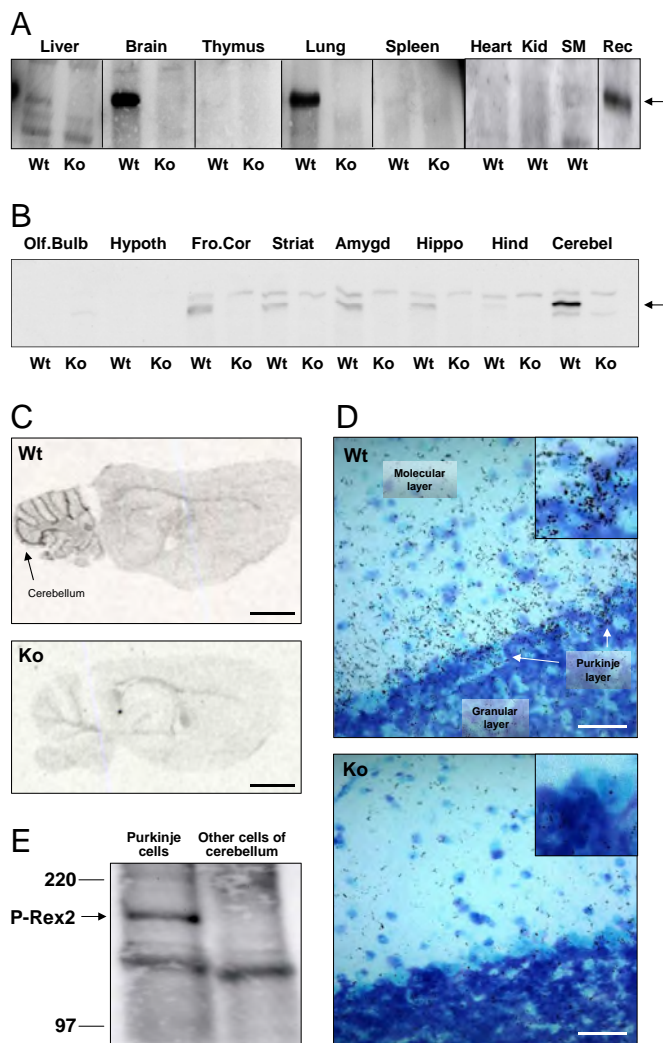 A
Liver Brain Thymus Lung Spleen Heart Kid SM Rec
Wt Ko Wt Ko Wt Ko Wt Ko Wt Ko Wt Wt Wt
B
Olf.Bulb Hypoth Fro.Cor Striat Amygd Hippo Hind Cerebel
Wt Ko Wt Ko Wt Ko Wt Ko Wt Ko Wt Ko Wt Ko Wt Ko
C
Wt
Cerebellum
Ko
D
Wt
Molecular
layer
Purkinje
layer
Granular
layer
Ko
E
Purkinje
cells
Other cells of
cerebellum
220
P-Rex2
97